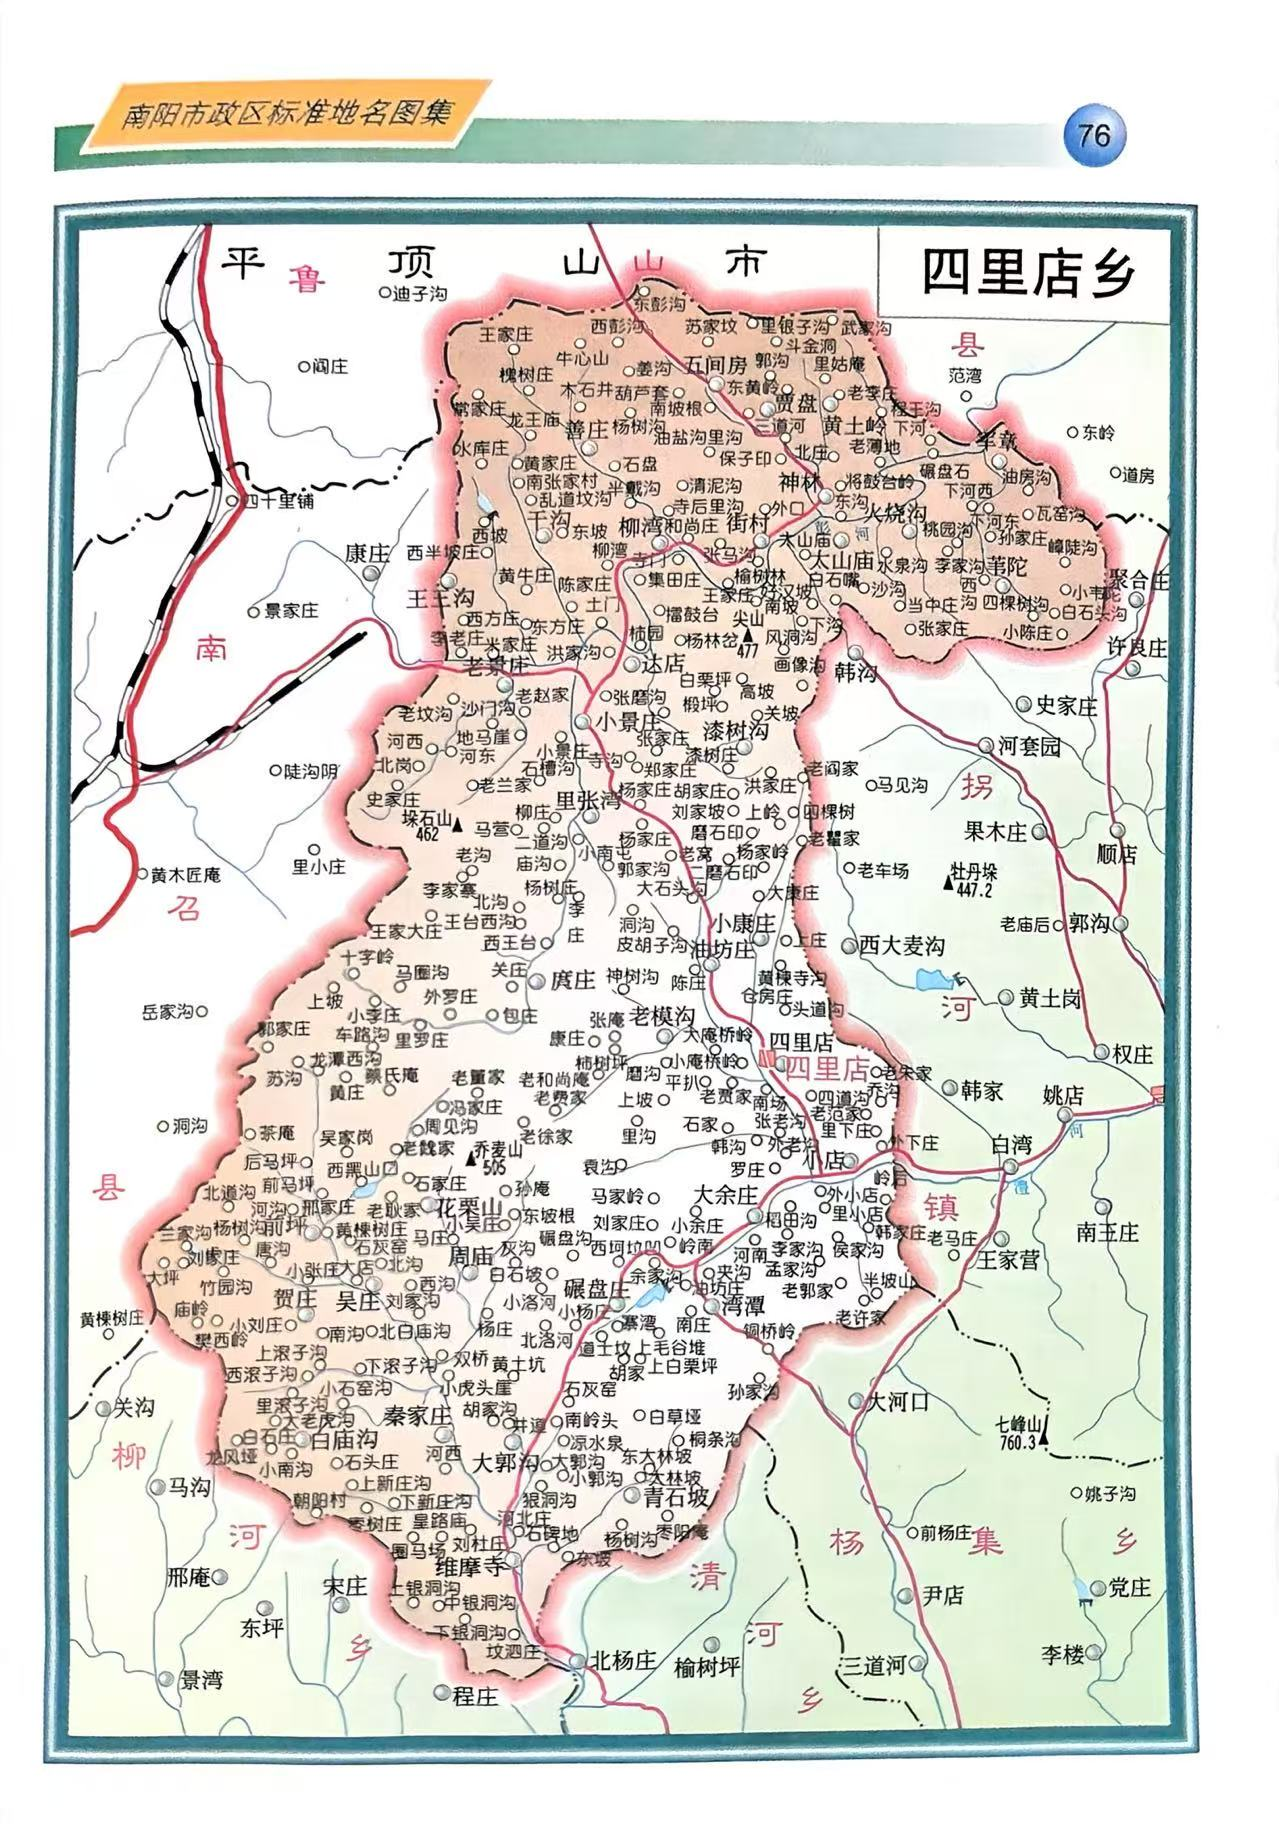 南阳市政区标准地名图集
76
四里店乡
平 顶 山 市
鲁 山 县
迪子沟
阎庄
四十里铺
康庄
景家庄
南
召
县
陡沟阴
里小庄
黄木匠庵
岳家沟
洞沟
黄楝树庄
东彭沟
王家庄
西彭沟
苏家坟
里银子沟
武家沟
斗金洞
牛心山
姜沟
五间房
郭沟
里姑庵
槐树庄
木石井
葫芦套
东黄岭
老李庄
常家庄
龙王庙
善庄
杨树沟
南坡根
贾盘
程王沟
三道河
黄土岭
下河
水库庄
油盐沟里沟
北庄
老薄地
范湾
东岭
道房
黄家庄
石盘
保子印
碾盘石
油房沟
南张家村
半戴沟
清泥沟
神林
将鼓台岭
下河西
乱道坟沟
寺后里沟
外口
东沟
火烧沟
下河东
瓦窑沟
干沟
西坡
东坡
柳湾
和尚庄
街村
太山庙
桃园沟
孙家庄
嶂陡沟
西半坡庄
柳湾
寺门
张马沟
太山庙
水泉沟
李家沟
苇陀
聚合庄
黄牛庄
陈家庄
集田庄
榆树林
白石嘴
沙沟
西
王王沟
土门
王家庄
好汉坡
当中庄沟
四棵树沟
白石头沟
擂鼓台
尖山
477
南坡
下沟
张家庄
小陈庄
许良庄
西方庄
东方庄
李老庄
米家庄
洪家沟
柿园
杨林岔
风洞沟
老景庄
达店
画像沟
韩沟
白栗坪
高坡
老赵家
张磨沟
椴坪
关坡
史家庄
老坟沟
沙门沟
小景庄
漆树沟
河套园
河西
地马崖
河东
小景庄
张家庄
漆树庄
北岗
石槽沟
寺沟
郑家庄
老阎家
马见沟
拐
河
镇
史家庄
老兰家
里张湾
杨家庄
胡家庄
洪家庄
垛石山
462
马营
柳庄
刘家坡
上岭
四棵树
果木庄
顺店
二道沟
杨家庄
磨石印
老瞿家
老沟
庙沟
小南屯
老窝
杨家岭
老车场
牡丹垛
447.2
李家寨
杨树庄
郭家沟
二磨石印
大石头沟
大康庄
北沟
王台西沟
李庄
洞沟
小康庄
老庙后
郭沟
王家大庄
西王台
皮胡子沟
油坊庄
上庄
西大麦沟
十字岭
马圈沟
关庄
庹庄
神树沟
陈庄
黄楝寺沟
上坡
外罗庄
仓房庄
黄土岗
小李庄
包庄
张庵
老模沟
头道沟
郭家庄
车路沟
里罗庄
康庄
大庵桥岭
四里店
四里店
权庄
苏沟
龙潭西沟
蔡氏庵
柿树坪
小庵桥岭
老朱家
黄庄
老董家
老和尚庵
磨沟
平扒
乔沟
韩家
姚店
冯家庄
老费家
上坡
老贾家
南场
四道沟
老范家
茶庵
吴家岗
周见沟
老徐家
里沟
石家
张老沟
里下庄
后马坪
西黑山口
老魏家
乔麦山
505
韩沟
外老沟
外下庄
白湾
袁沟
罗庄
小店
岭后
北道沟
前马坪
石家庄
孙庵
马家岭
大余庄
外小店
河沟
邢家庄
老耿家
花栗山
里小店
兰家沟
杨树沟
前坪
黄楝树庄
小吴庄
东坡根
刘家庄
小余庄
稻田沟
南王庄
韩家庄
刘家庄
唐沟
石灰窑
马庄
灰沟
碾盘沟
西坷坟凹
岭南
河南
李家沟
侯家沟
老马庄
王家营
大坪
小张庄
大店
北沟
周庙
白石坡
余家沟
夹沟
孟家沟
竹园沟
西沟
碾盘庄
油坊庄
老郭家
半坡山
贺庄
吴庄
刘家沟
小洛河
小杨庄
湾潭
老许家
庙岭
小刘庄
南沟
北白庙沟
杨庄
北洛河
寨湾
南庄
铜桥岭
樊西岭
上滚子沟
双桥
道士坟
上毛谷堆
西滚子沟
下滚子沟
黄土坑
胡家
上白栗坪
小石窑沟
小虎头崖
石灰窑
孙家沟
大河口
里滚子沟
秦家庄
胡家沟
七峰山
760.3
关沟
大老虎沟
井道
南岭头
白草垭
白石庄
白庙沟
凉水泉
桐条沟
龙凤垭
河西
大郭沟
大郭沟
东大林坡
小南沟
石头庄
小郭沟
大林坡
马沟
上新庄沟
青石坡
姚子沟
朝阳村
下新庄沟
狼洞沟
枣树庄
皇路庙
河北庄
石碑地
枣阳庵
前杨庄
圈马场
刘杜庄
杨树沟
邢庵
宋庄
维摩寺
东坡
上银洞沟
尹店
党庄
东坪
中银洞沟
下银洞沟
坟泗庄
北杨庄
榆树坪
三道河
李楼
景湾
程庄
柳 河 乡
清 河 乡
杨 集 乡
彭 河
澧 河